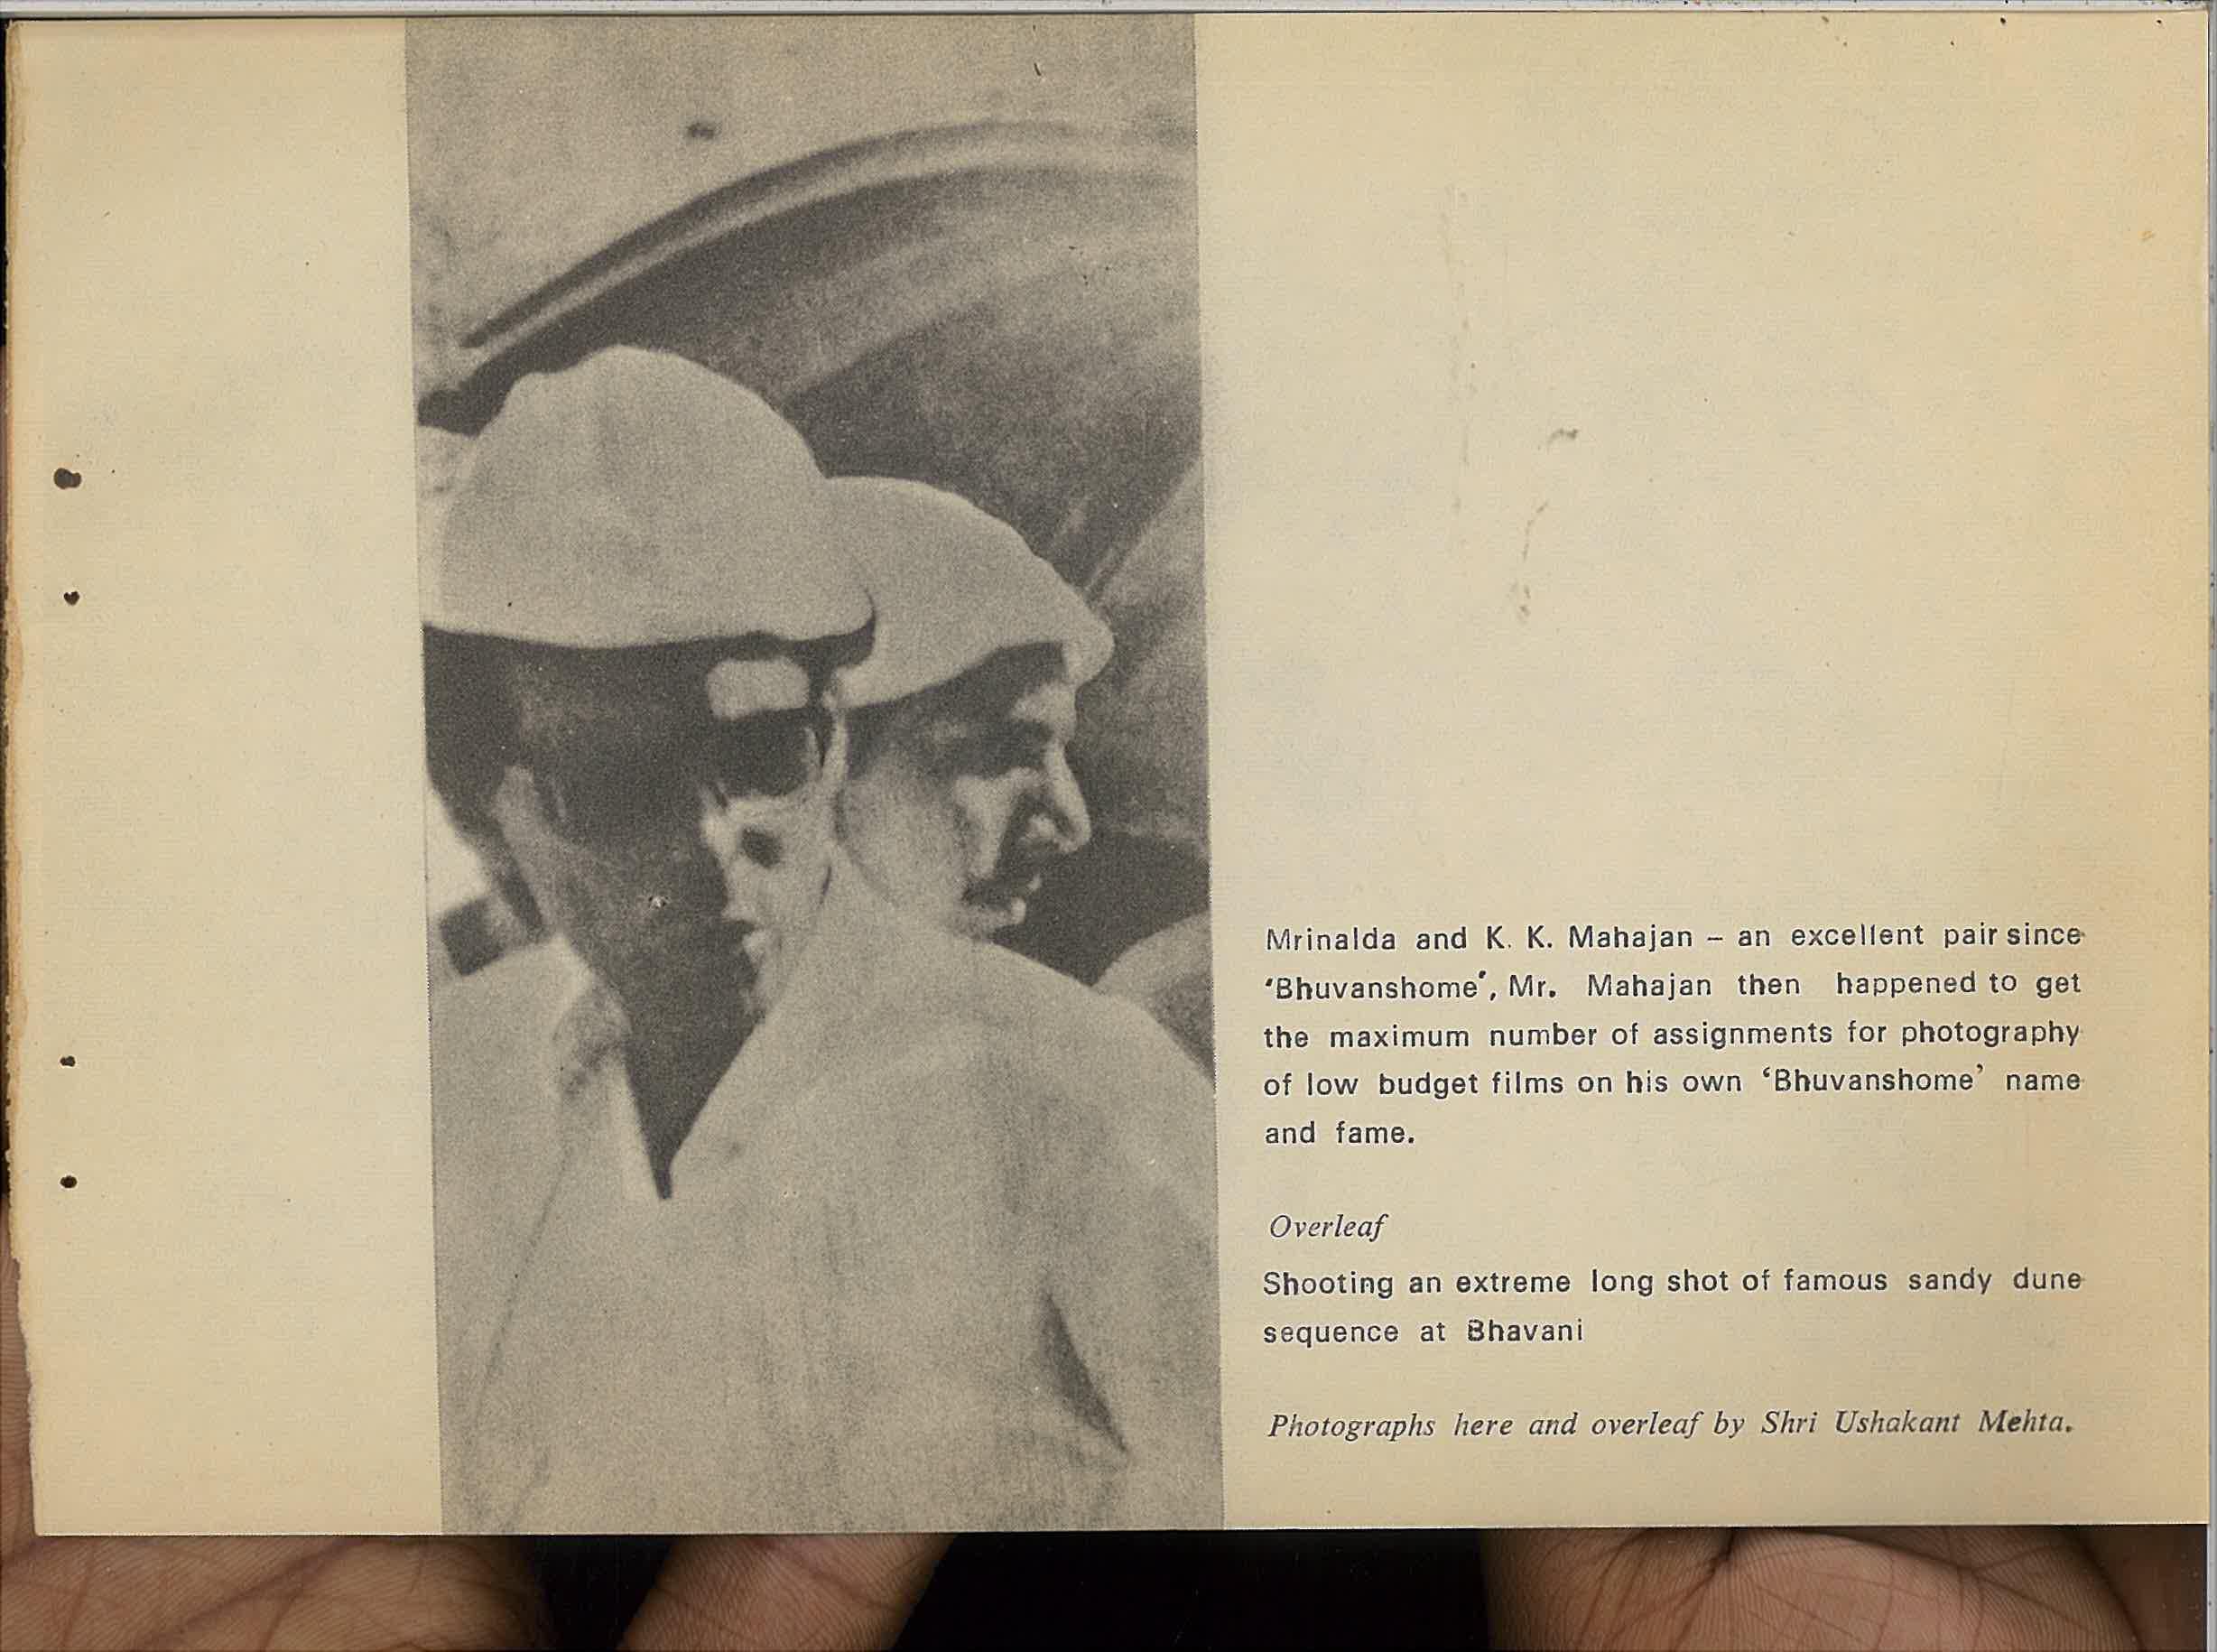 Mrinalda and K. K. Mahajan – an excellent pair since
‘Bhuvanshome’, Mr. Mahajan then happened to get
the maximum number of assignments for photography
of low budget films on his own ‘Bhuvanshome’ name
and fame.
Overleaf
Shooting an extreme long shot of famous sandy dune
sequence at Bhavani
Photographs here and overleaf by Shri Ushakant Mehta.